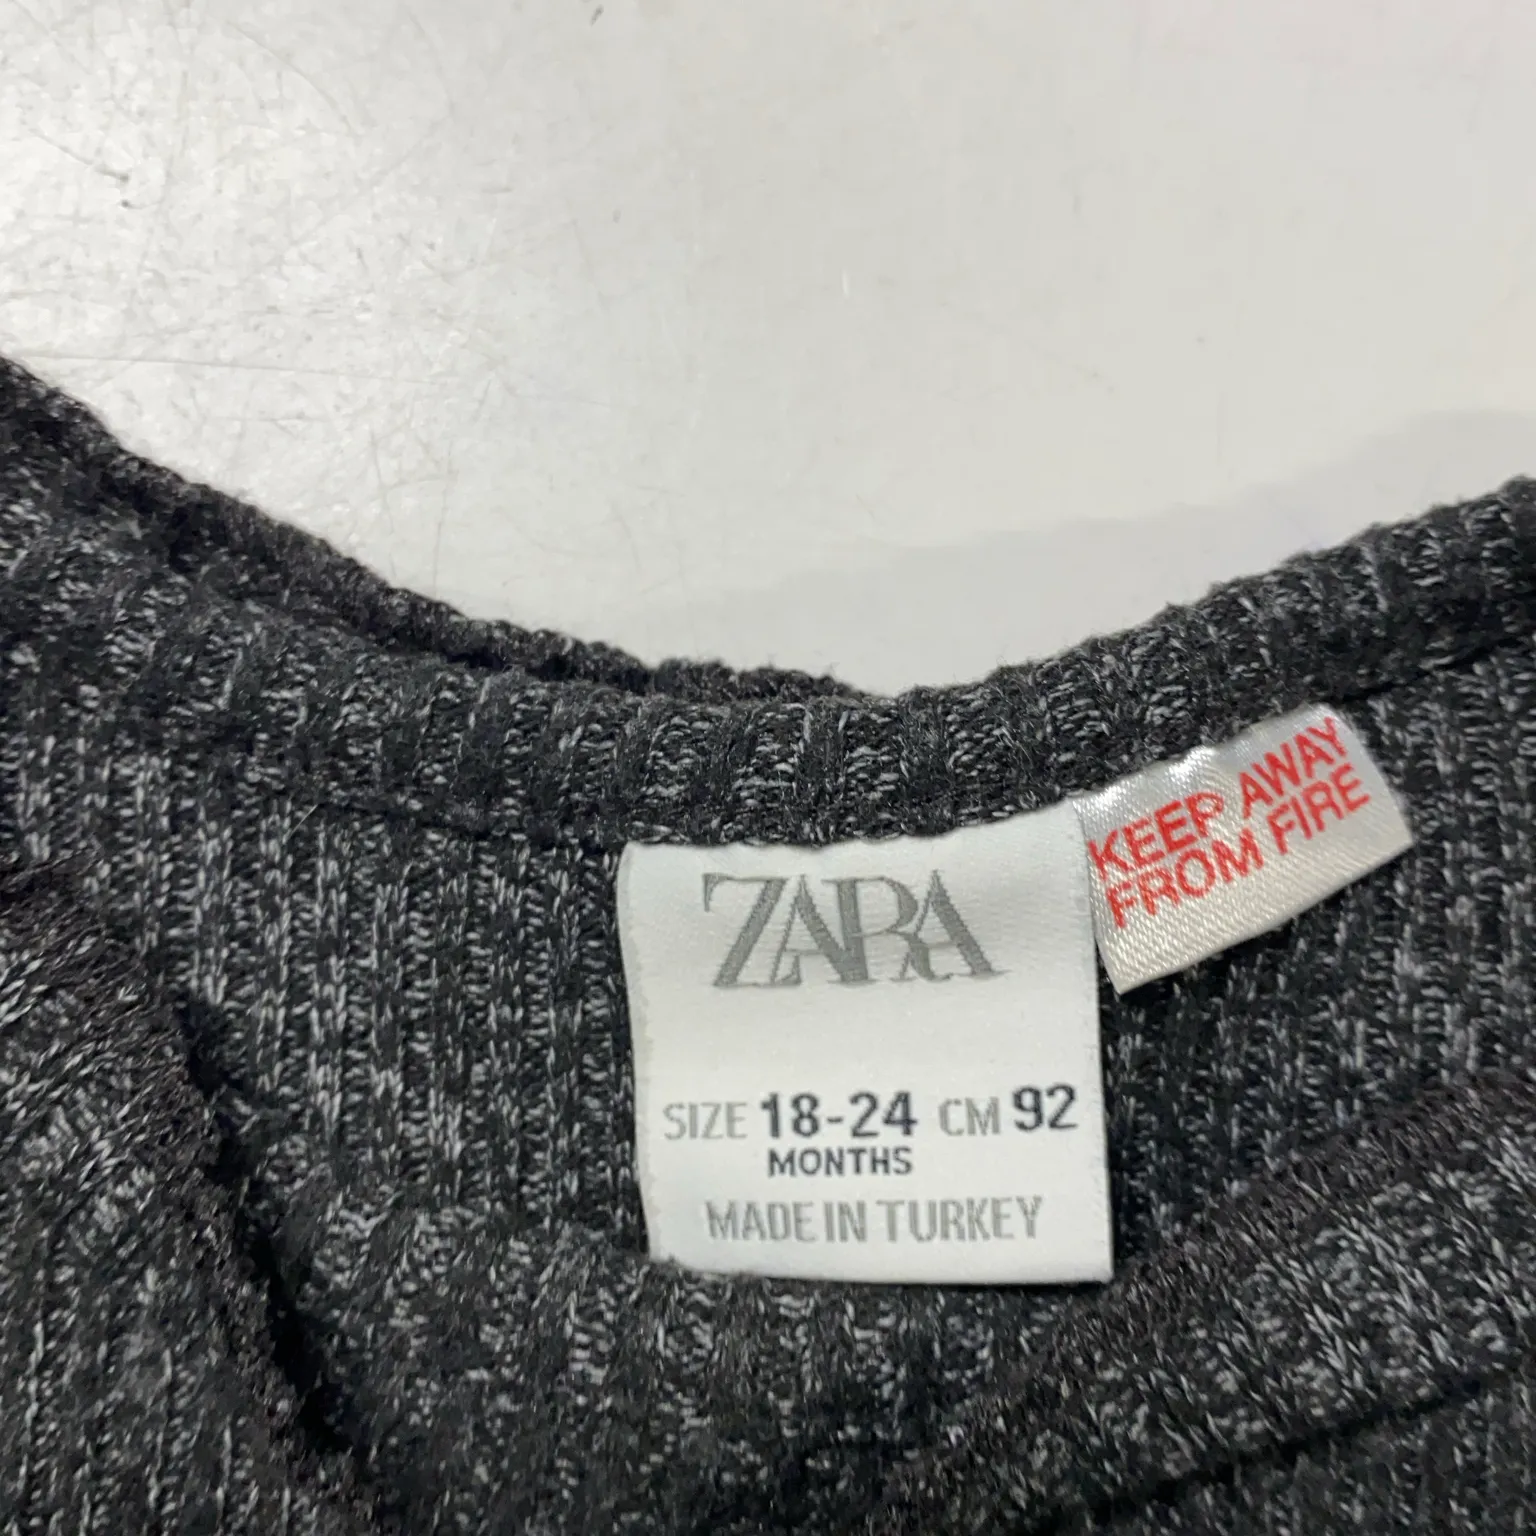 ZARA
SIZE 18-24 CM 92
MONTHS
MADE IN TURKEY
KEEP AWAY
FROM FIRE